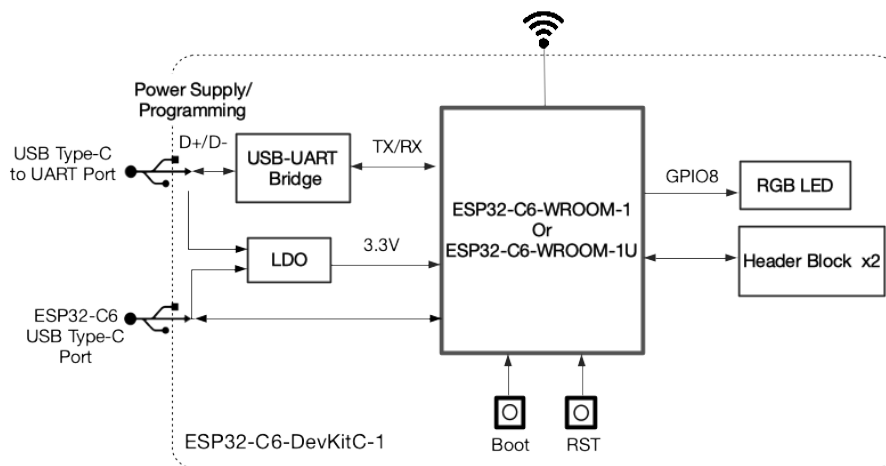 Power Supply/
Programming
D+/D-
USB Type-C
to UART Port
USB-UART
Bridge
TX/RX
ESP32-C6-WROOM-1
Or
ESP32-C6-WROOM-1U
GPIO8
RGB LED
LDO
3.3V
Header Block x2
ESP32-C6
USB Type-C
Port
Boot
RST
ESP32-C6-DevKitC-1